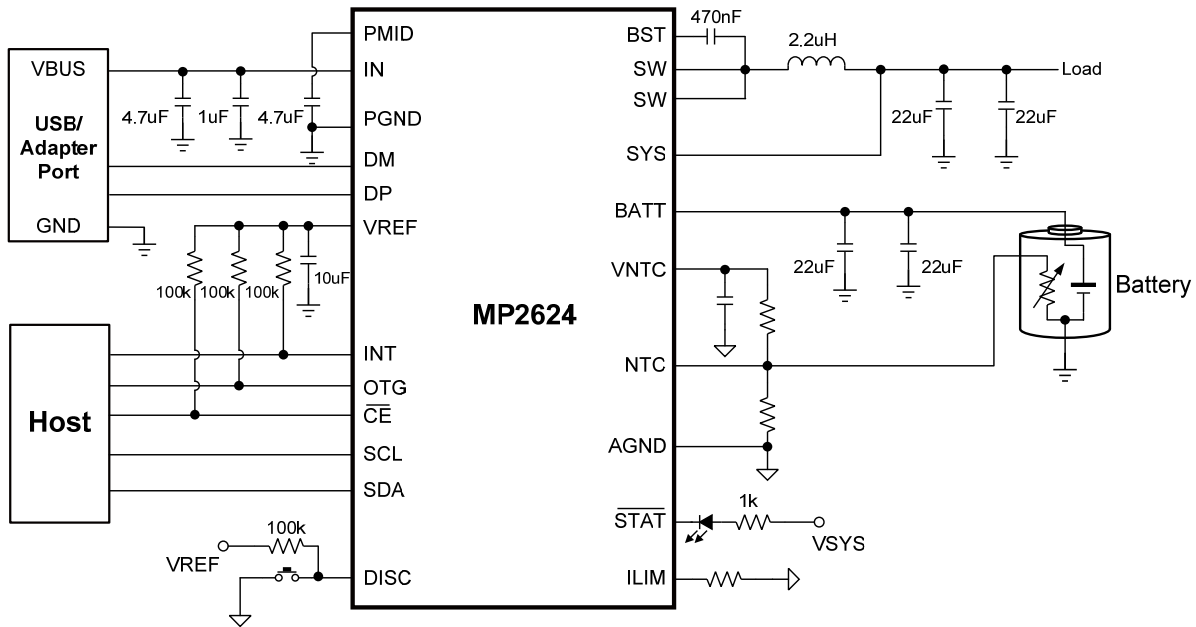 470nF
PMID
BST
2.2uH
VBUS
IN
SW
Load
SW
4.7uF
1uF
4.7uF
PGND
22uF
22uF
USB/
Adapter
Port
DM
SYS
DP
GND
VREF
BATT
10uF
100k
100k
100k
VNTC
22uF
22uF
Battery
MP2624
INT
NTC
OTG
CE
Host
SCL
AGND
SDA
1k
STAT
100k
VSYS
VREF
DISC
ILIM